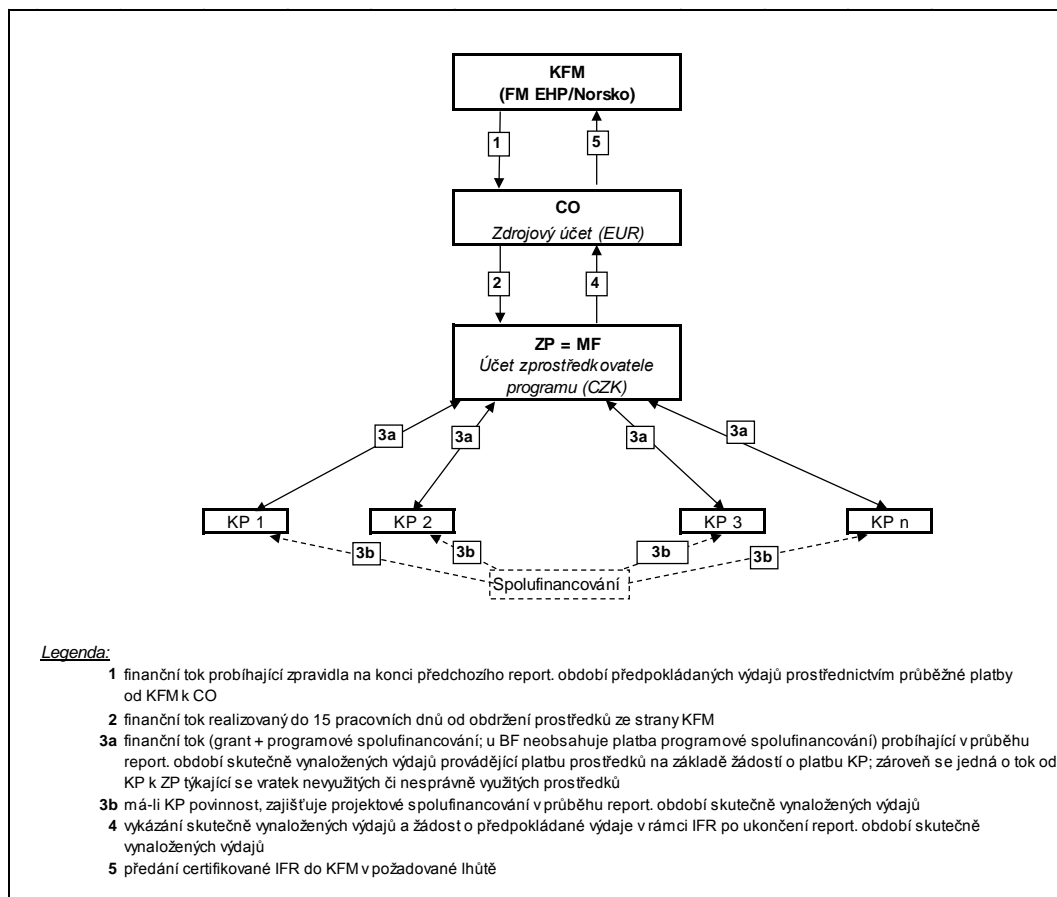 KFM
(FM EHP/Norsko)
1
5
CO
Zdrojový účet (EUR)
2
4
ZP = MF
Účet zprostředkovatele
programu (CZK)
3a
3a
3a
3a
KP 1
KP 2
KP 3
KP n
3b
3b
3b
3b
Spolufinancování
Legenda:
1 finanční tok probíhající zpravidla na konci předchozího report. období předpokládaných výdajů prostřednictvím průběžné platby
od KFM k CO
2 finanční tok realizovaný do 15 pracovních dnů od obdržení prostředků ze strany KFM
3a finanční tok (grant + programové spolufinancování; u BF neobsahuje platba programové spolufinancování) probíhající v průběhu
report. období skutečně vynaložených výdajů provádějící platbu prostředků na základě žádostí o platbu KP; zároveň se jedná o tok od
KP k ZP týkající se vratek nevyužitých či nesprávně využitých prostředků
3b má-li KP povinnost, zajišťuje projektové spolufinancování v průběhu report. období skutečně vynaložených výdajů
4 vykázání skutečně vynaložených výdajů a žádost o předpokládané výdaje v rámci IFR po ukončení report. období skutečně
vynaložených výdajů
5 předání certifikované IFR do KFM v požadované lhůtě